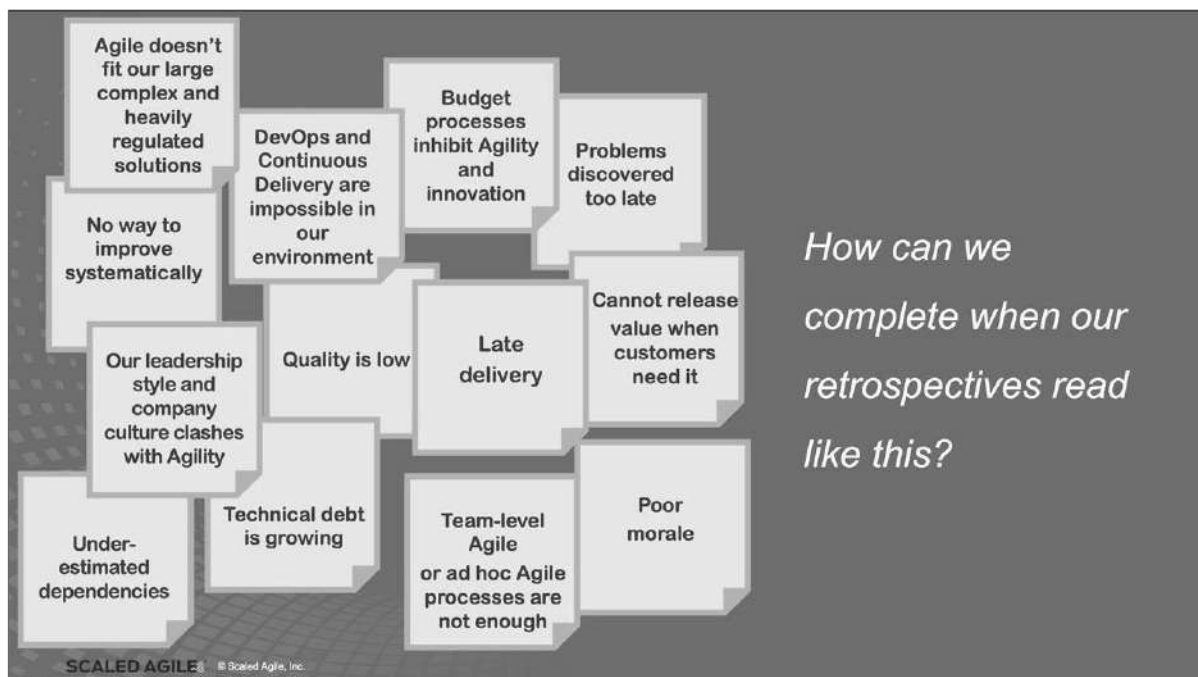 Agile doesn't
fit our large
complex and
heavily
regulated
solutions
DevOps and
Continuous
Delivery are
impossible in
our
environment
Budget
processes
inhibit Agility
and
innovation
Problems
discovered
too late
No way to
improve
systematically
Quality is low
Late
delivery
Cannot release
value when
customers
need it
Our leadership
style and
company
culture clashes
with Agility
Technical debt
is growing
Under-
estimated
dependencies
Team-level
Agile
or ad hoc Agile
processes are
not enough
Poor
morale
How can we
complete when our
retrospectives read
like this?
SCALED AGILE © Scaled Agile, Inc.